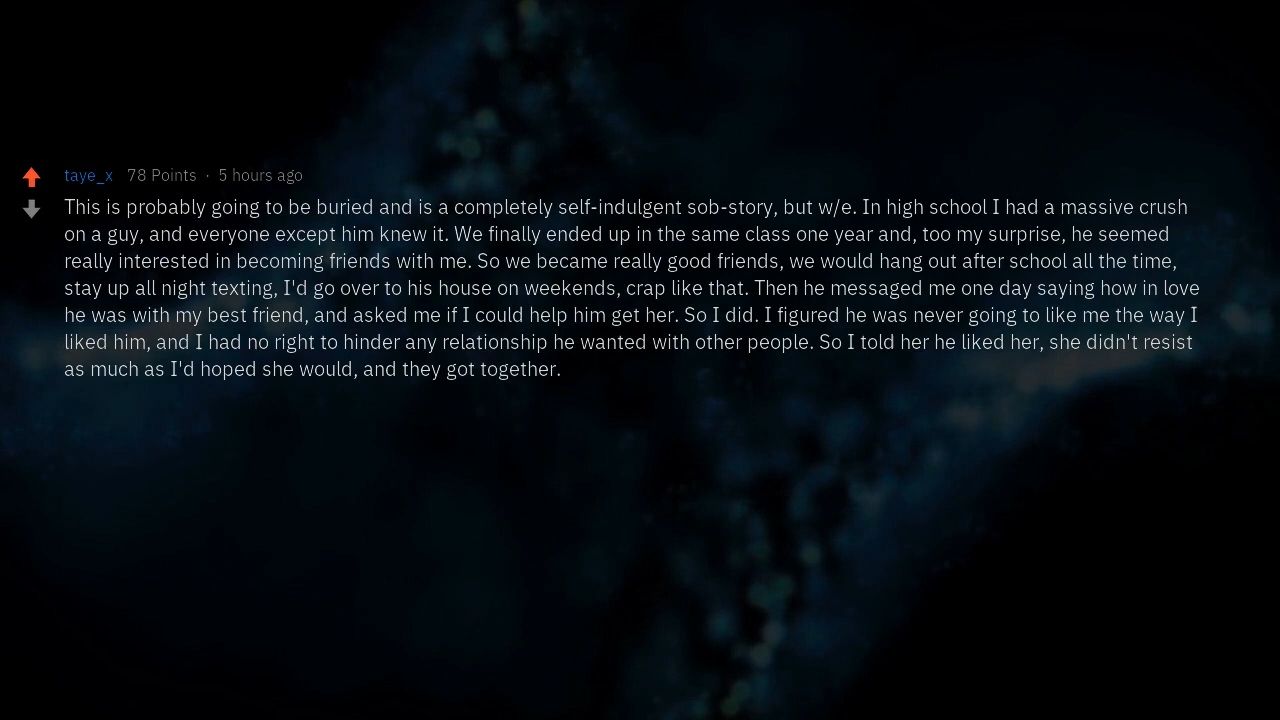 taye_x 78 Points · 5 hours ago
This is probably going to be buried and is a completely self-indulgent sob-story, but w/e. In high school I had a massive crush
on a guy, and everyone except him knew it. We finally ended up in the same class one year and, too my surprise, he seemed
really interested in becoming friends with me. So we became really good friends, we would hang out after school all the time,
stay up all night texting, I'd go over to his house on weekends, crap like that. Then he messaged me one day saying how in love
he was with my best friend, and asked me if I could help him get her. So I did. I figured he was never going to like me the way I
liked him, and I had no right to hinder any relationship he wanted with other people. So I told her he liked her, she didn't resist
as much as I'd hoped she would, and they got together.